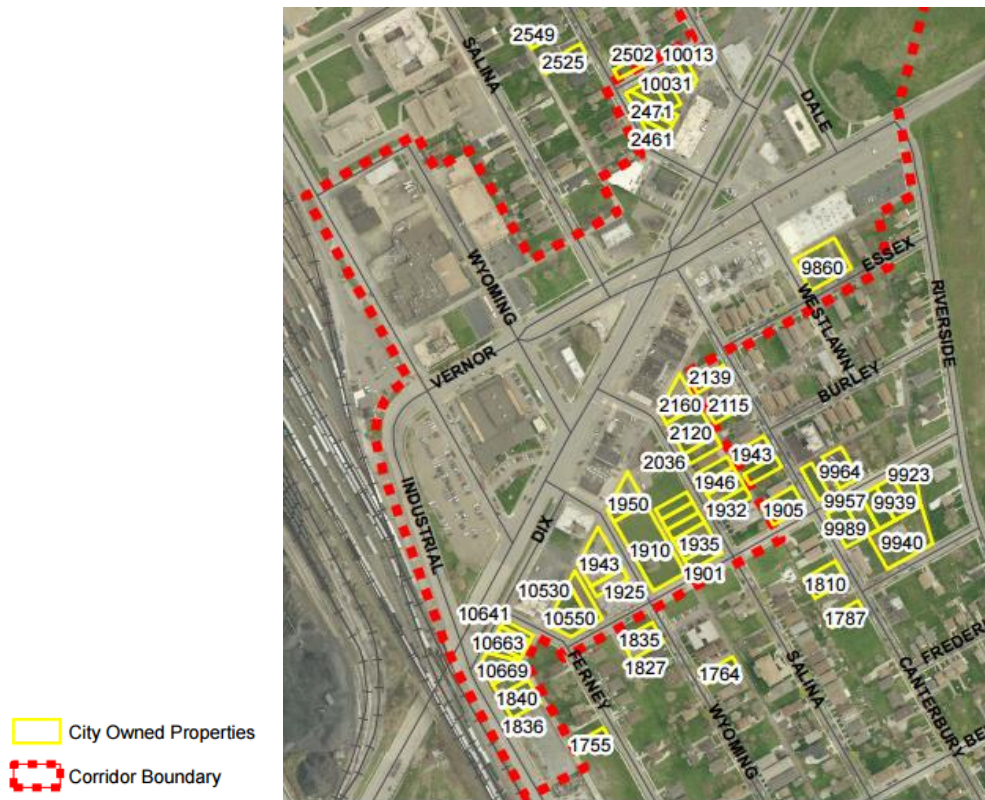 2549
SALINA
2525
2502
10013
10031
2471
2461
DALE
9860
ESSEX
WYOMING
WESTLAWN
RIVERSIDE
VERNOR
BURLEY
2139
2160
2115
2120
2036
1943
1946
1932
1905
9964
9923
9957
9939
9989
9940
INDUSTRIAL
DIX
1950
1910
1935
1901
1943
1925
10530
10550
1810
1787
10641
10663
10669
1840
1836
1835
1827
1764
FERNEY
1755
WYOMING
SALINA
CANTERBURY
FREDERI
BE
City Owned Properties
Corridor Boundary